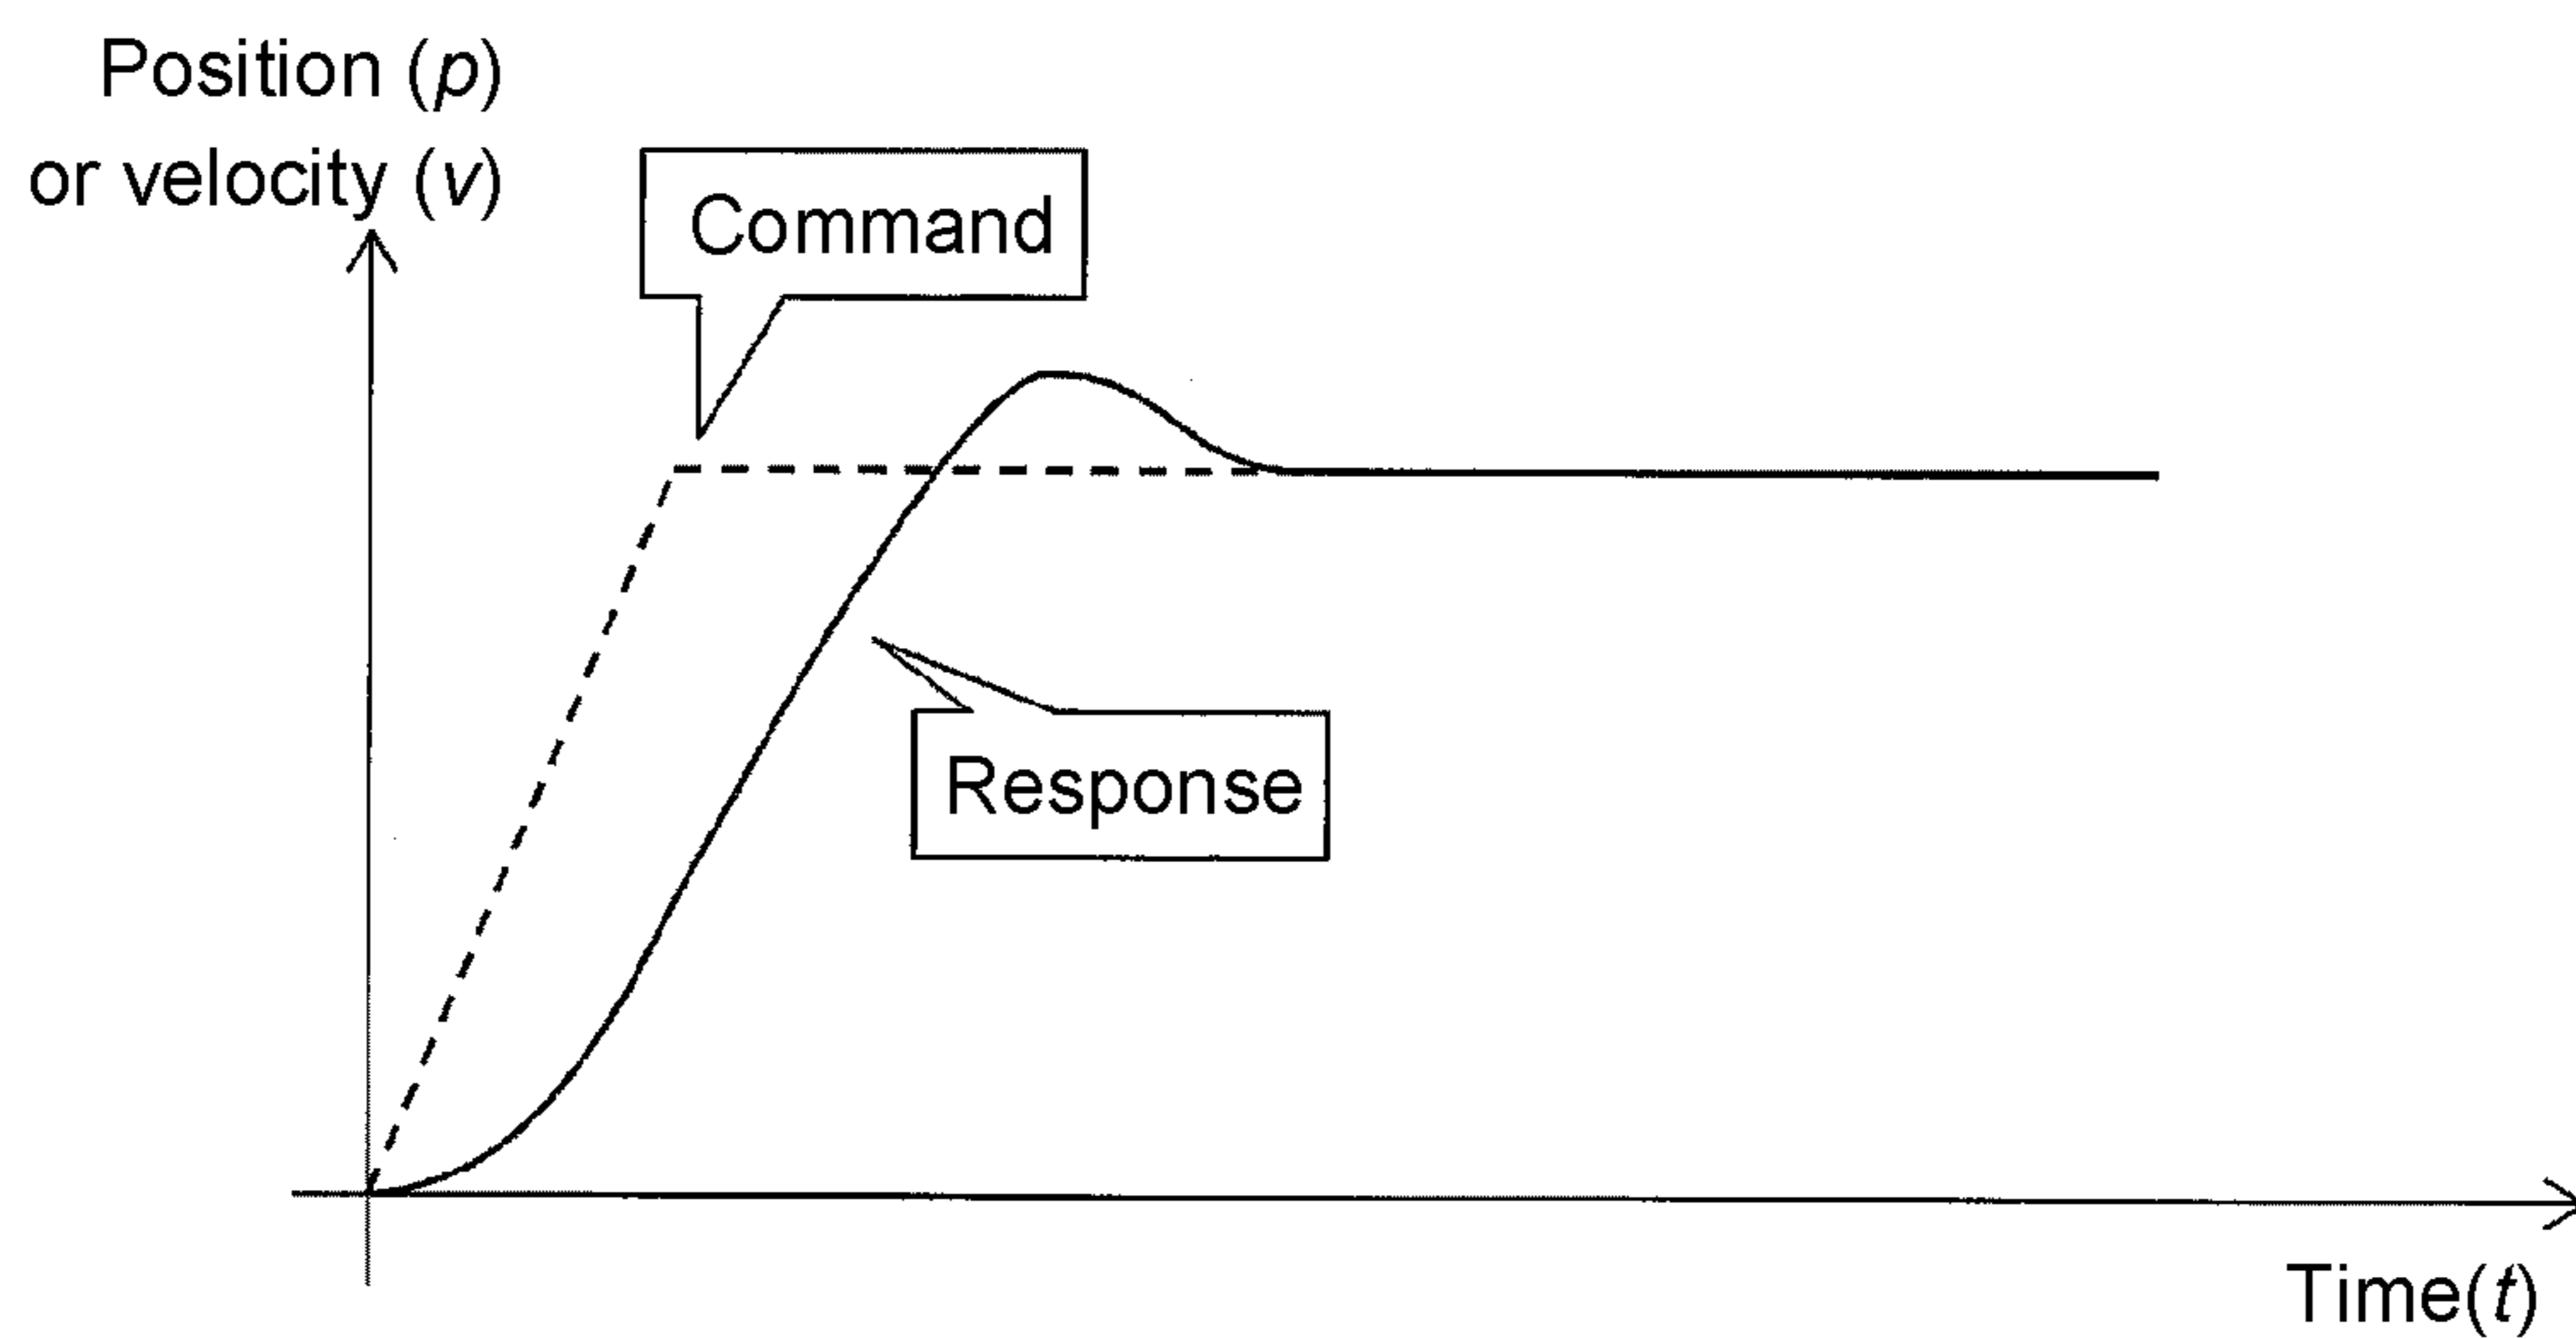 Position (p)
or velocity (v)
Command
Response
Time(t)